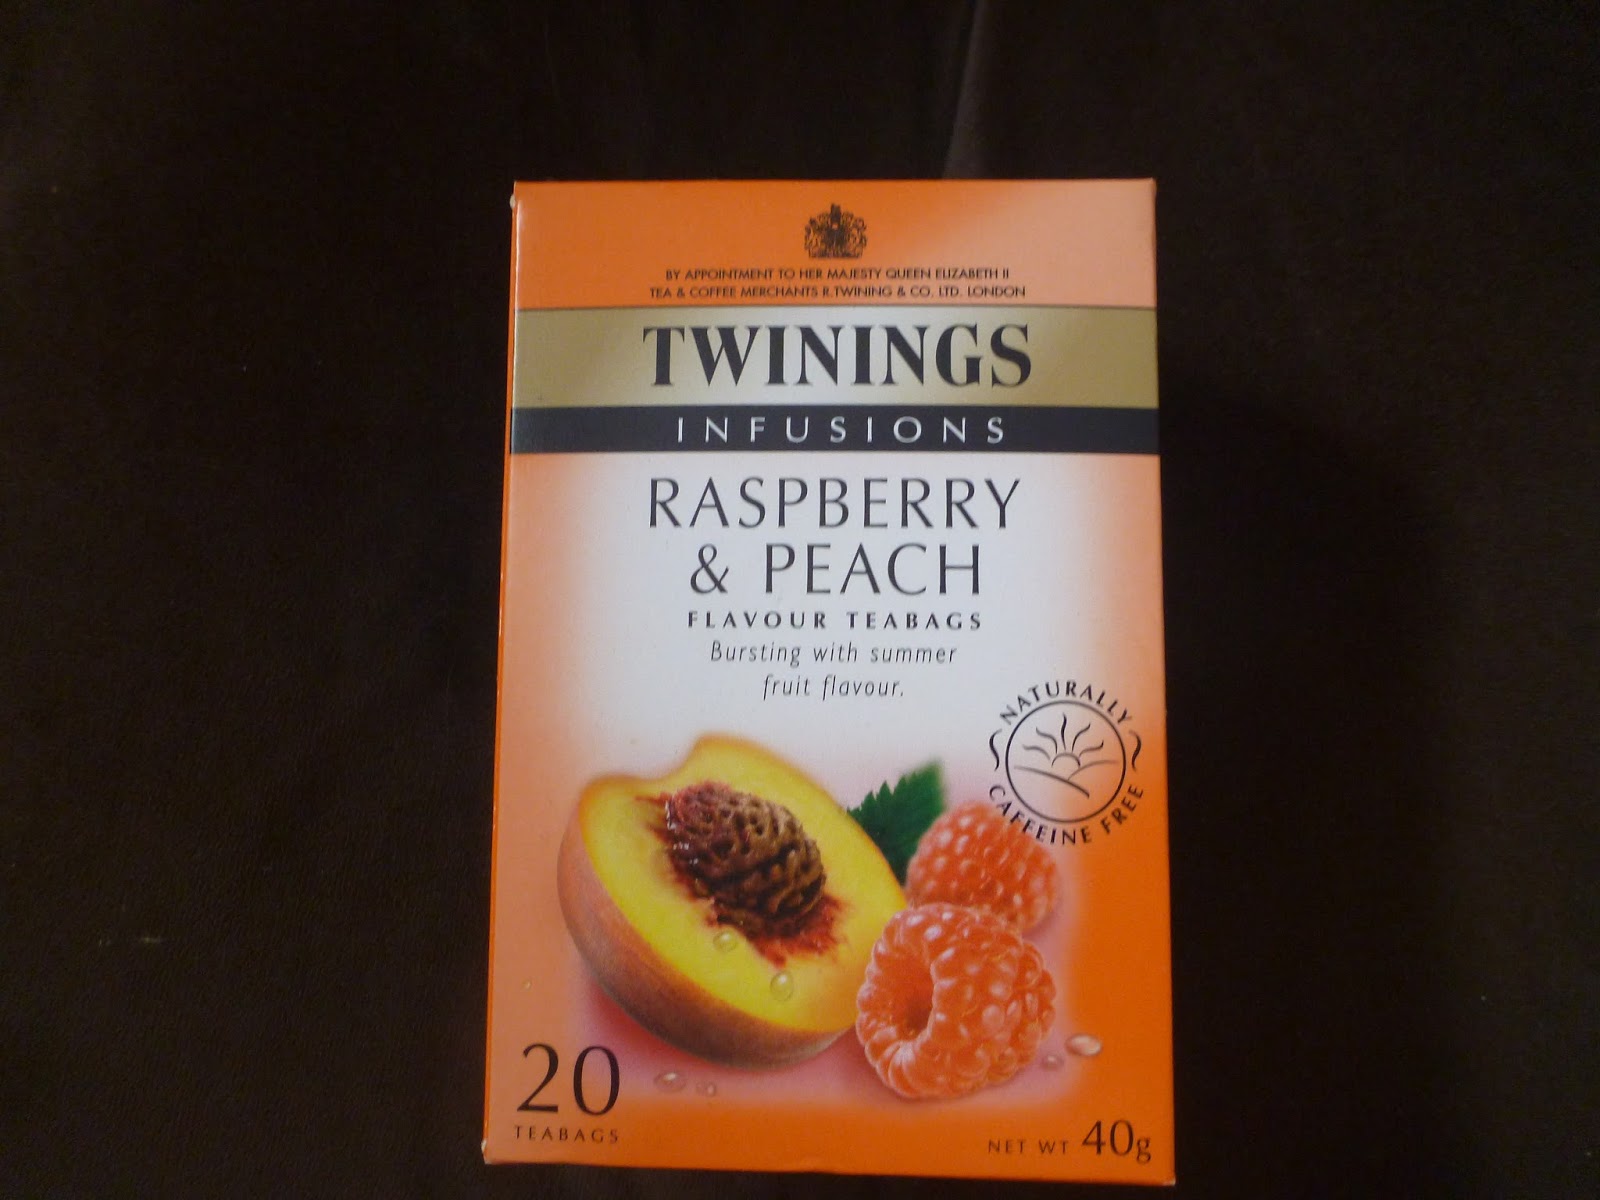 BY APPOINTMENT TO HER MAJESTY QUEEN ELIZABETH II
TEA & COFFEE MERCHANTS R.TWINING & CO. LTD. LONDON
TWININGS
INFUSIONS
RASPBERRY
& PEACH
FLAVOUR TEABAGS
Bursting with summer
fruit flavour.
NATURALLY
CAFFEINE FREE
20
TEABAGS
NET WT 40g